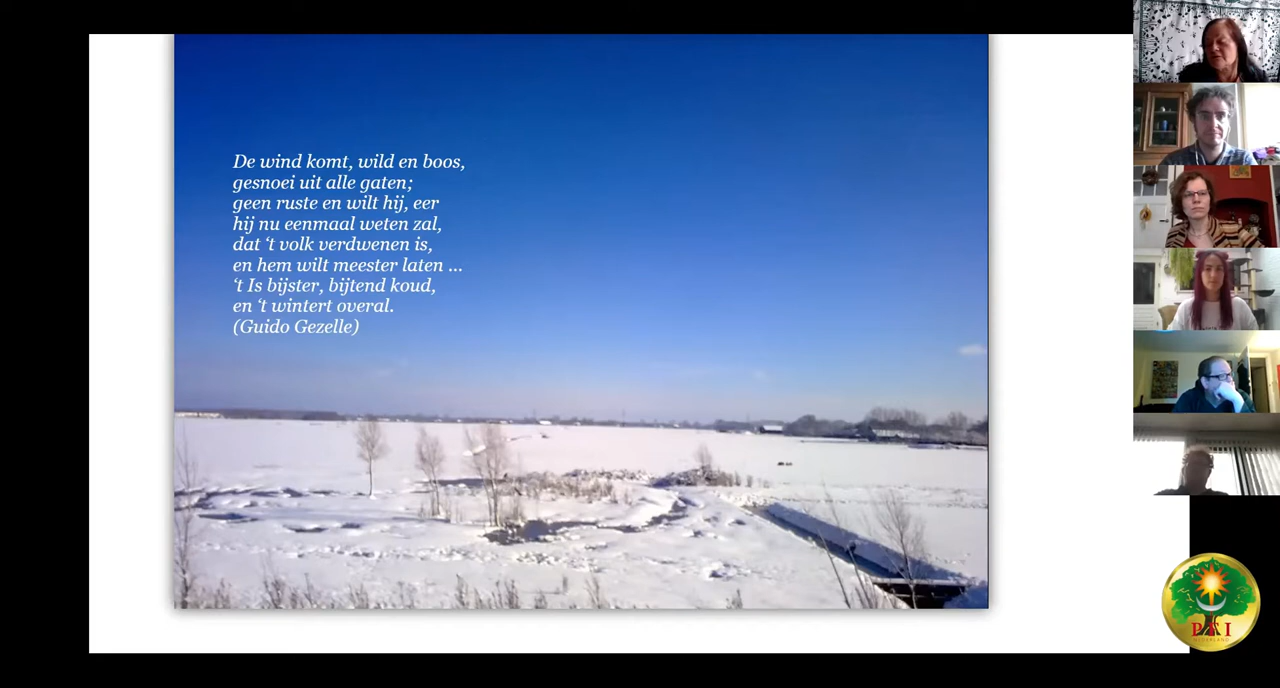 De wind komt, wild en boos,
gesnoei uit alle gaten;
geen ruste en wilt hij, eer
hij nu eenmaal weten zal,
dat ‘t volk verdwenen is,
en hem wilt meester laten ...
‘t Is bijster, bijtend koud,
en ‘t wintert overal.
(Guido Gezelle)
PFI
NEDERLAND